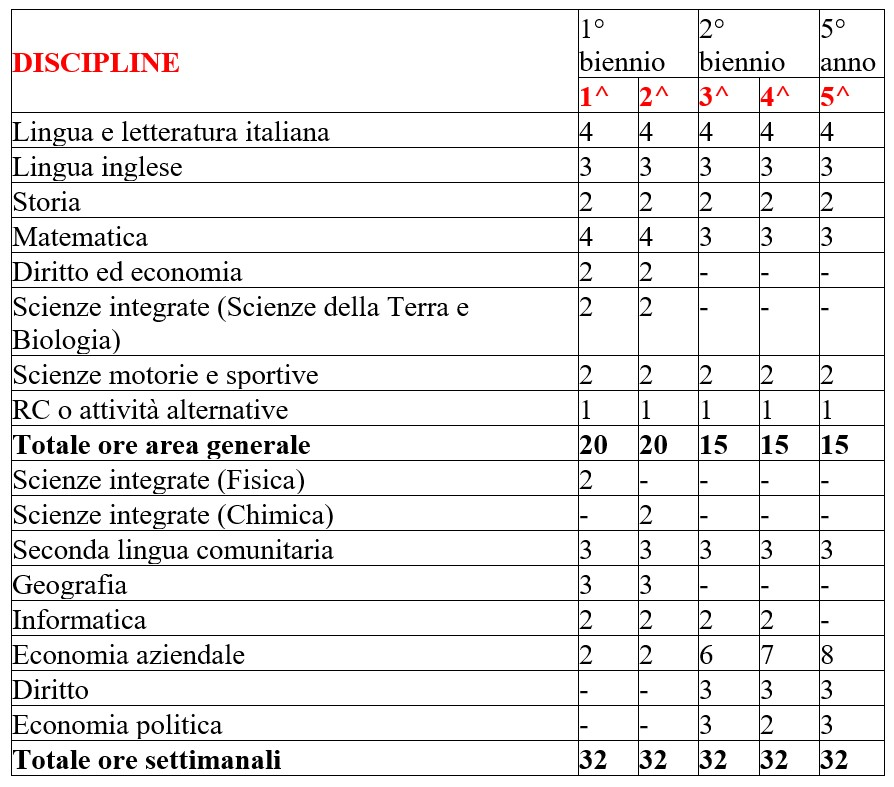 DISCIPLINE 1° biennio 2° biennio 5° anno
1^ 2^ 3^ 4^ 5^
Lingua e letteratura italiana 4 4 4 4 4
Lingua inglese 3 3 3 3 3
Storia 2 2 2 2 2
Matematica 4 4 3 3 3
Diritto ed economia 2 2 - - -
Scienze integrate (Scienze della Terra e 2 2 - - -
Biologia)
Scienze motorie e sportive 2 2 2 2 2
RC o attività alternative 1 1 1 1 1
Totale ore area generale 20 20 15 15 15
Scienze integrate (Fisica) 2 - - - -
Scienze integrate (Chimica) - 2 - - -
Seconda lingua comunitaria 3 3 3 3 3
Geografia 3 3 - - -
Informatica 2 2 2 2 -
Economia aziendale 2 2 6 7 8
Diritto - - 3 3 3
Economia politica - - 3 2 3
Totale ore settimanali 32 32 32 32 32